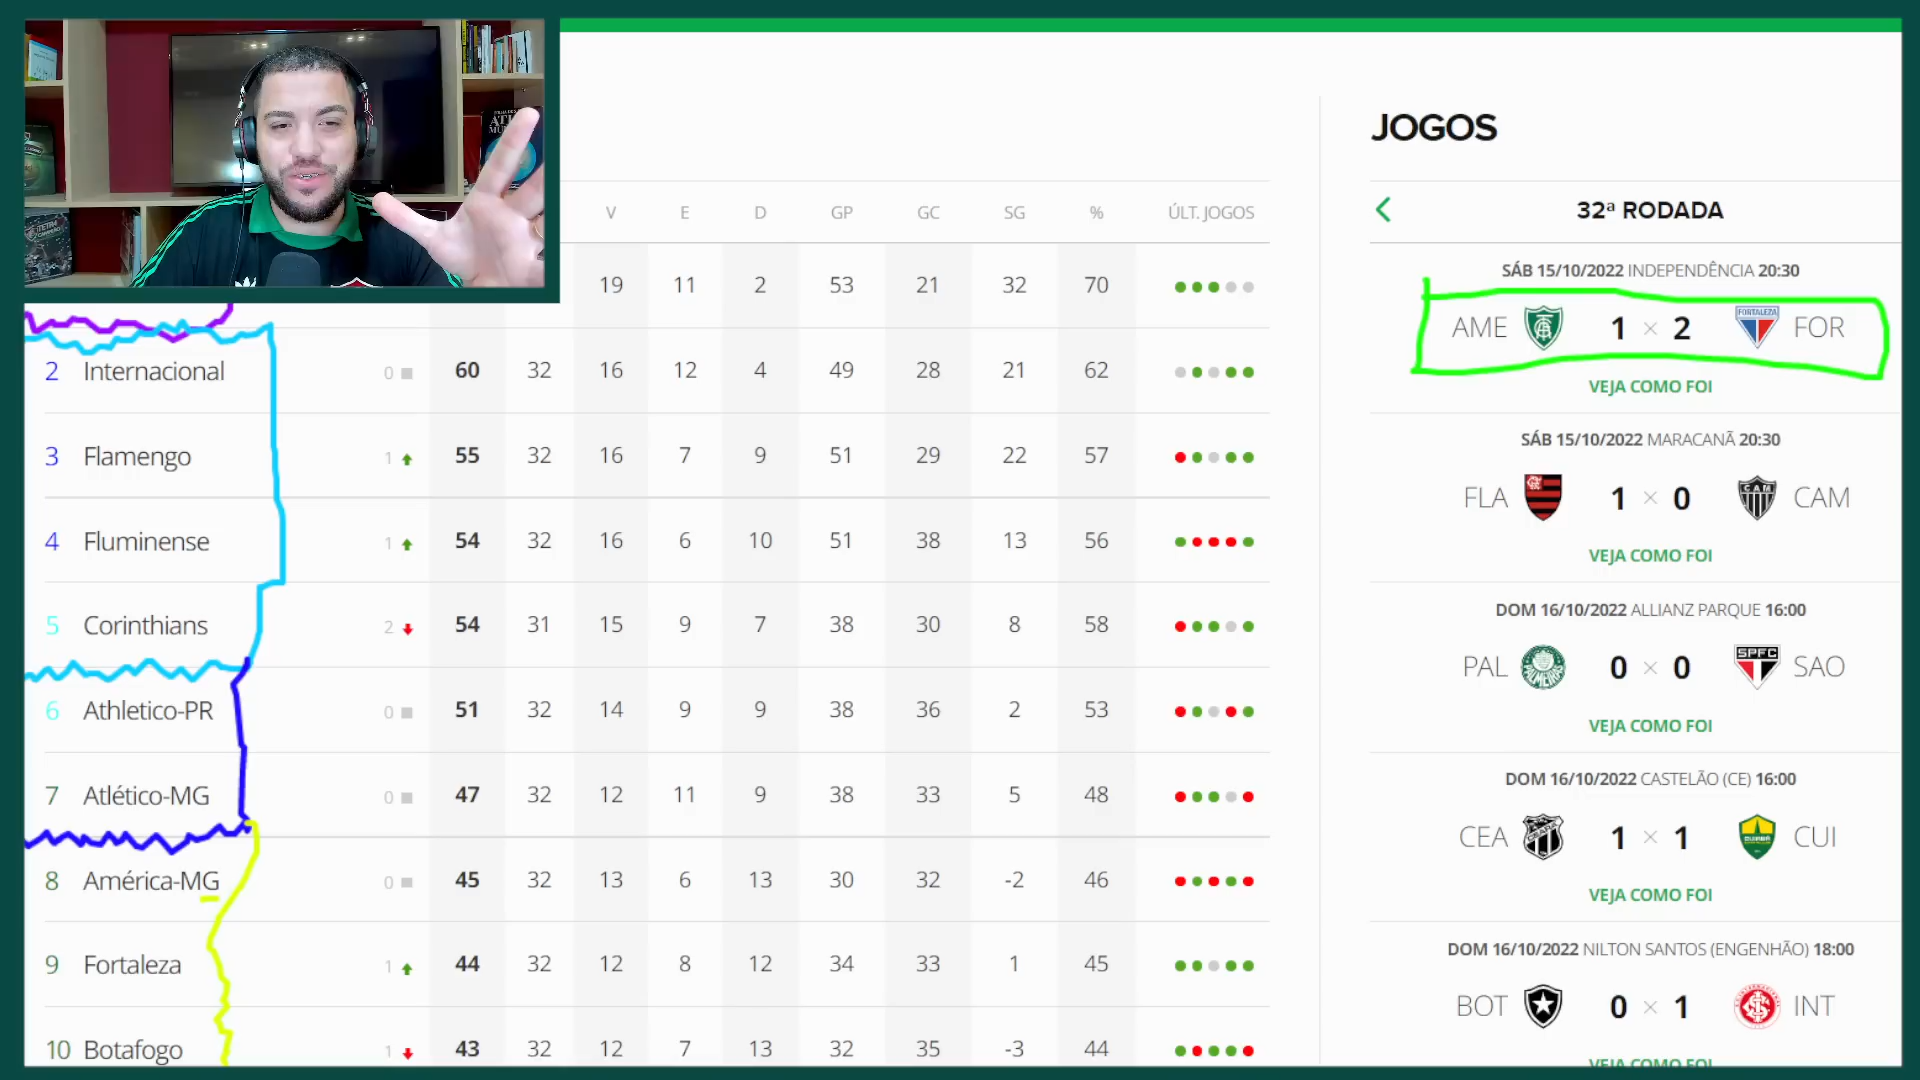 V E D GP GC SG % ÚLT. JOGOS
19 11 2 53 21 32 70
2 Internacional 0 60 32 16 12 4 49 28 21 62
3 Flamengo 1 55 32 16 7 9 51 29 22 57
4 Fluminense 1 54 32 16 6 10 51 38 13 56
5 Corinthians 2 54 31 15 9 7 38 30 8 58
6 Athletico-PR 0 51 32 14 9 9 38 36 2 53
7 Atlético-MG 0 47 32 12 11 9 38 33 5 48
8 América-MG 0 45 32 13 6 13 30 32 -2 46
9 Fortaleza 1 44 32 12 8 12 34 33 1 45
10 Botafogo 1 43 32 12 7 13 32 35 -3 44
JOGOS
32ª RODADA
SÁB 15/10/2022 INDEPENDÊNCIA 20:30
AME 1 × 2 FORTALEZA FOR
VEJA COMO FOI
SÁB 15/10/2022 MARACANÃ 20:30
FLA 1 × 0 CAM CAM
VEJA COMO FOI
DOM 16/10/2022 ALLIANZ PARQUE 16:00
PAL PALMEIRAS 0 × 0 SPFC SAO
VEJA COMO FOI
DOM 16/10/2022 CASTELÃO (CE) 16:00
CEA CEARÁ 1 × 1 CUIABÁ CUI
VEJA COMO FOI
DOM 16/10/2022 NILTON SANTOS (ENGENHÃO) 18:00
BOT 0 × 1 INT
VEJA COMO FOI